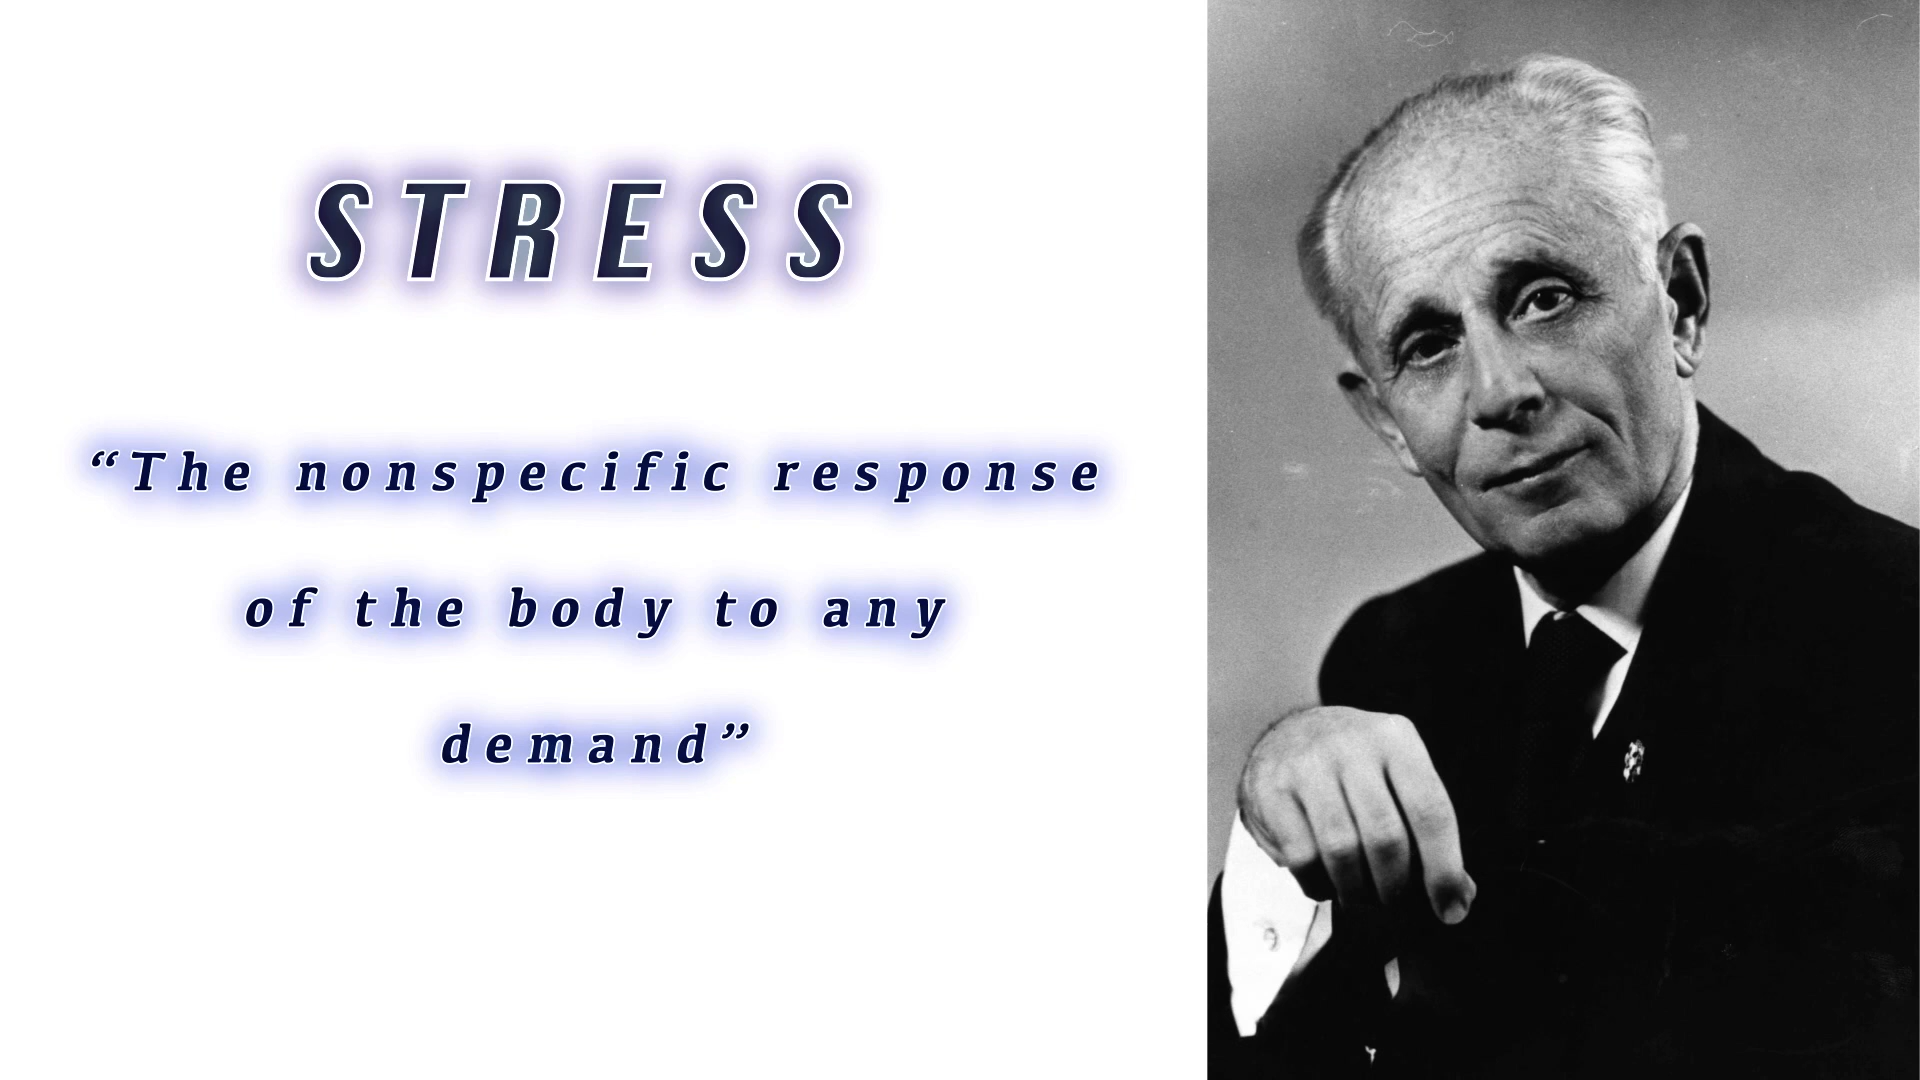 STRESS
“The nonspecific response
of the body to any
demand”